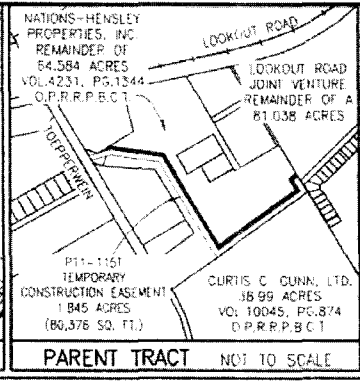 NATIONS-HENSLEY
PROPERTIES, INC.
REMAINDER OF
64.584 ACRES
VOL.4231, PG.1344
O.P.R.R.P.B.C.T.
LOOKOUT ROAD
LOOKOUT ROAD
JOINT VENTURE
REMAINDER OF A
81.038 ACRES
TOEPPERWEIN
PT1-1151
TEMPORARY
CONSTRUCTION EASEMENT
1.845 ACRES
(80,376 SQ. FT.)
CURTIS C. GUNN, LTD.
38.99 ACRES
VOL 10045, PG.874
O.P.R.R.P.B.C.T.
PARENT TRACT NOT TO SCALE